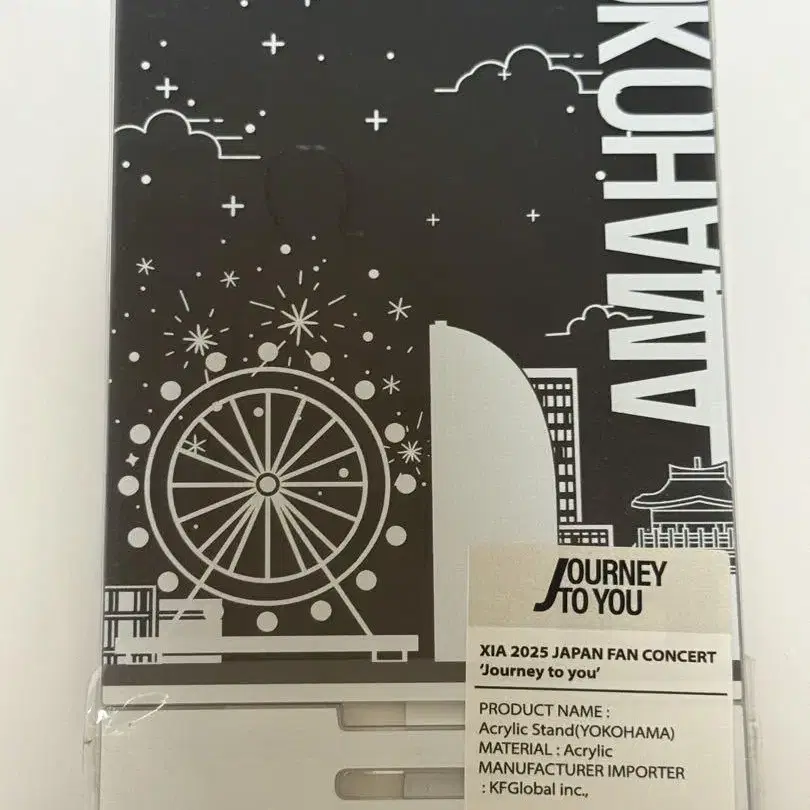 OKOHAMA
JOURNEY
TO YOU
XIA 2025 JAPAN FAN CONCERT
‘Journey to you’
PRODUCT NAME :
Acrylic Stand(YOKOHAMA)
MATERIAL : Acrylic
MANUFACTURER IMPORTER
: KFGlobal inc.,